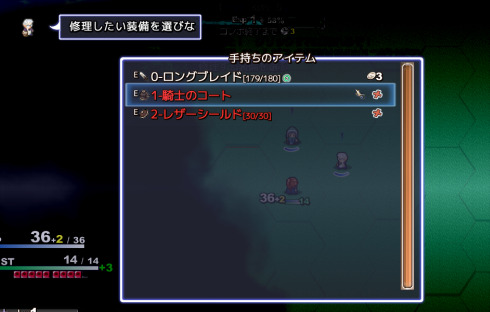 修理したい装備を選びな
手持ちのアイテム
E 0-ロングブレイド[179/180] 3
E 1-騎士のコート
E 2-レザーシールド[30/30]
36+2 14
36+2 / 36
ST 14 / 14 +3
1